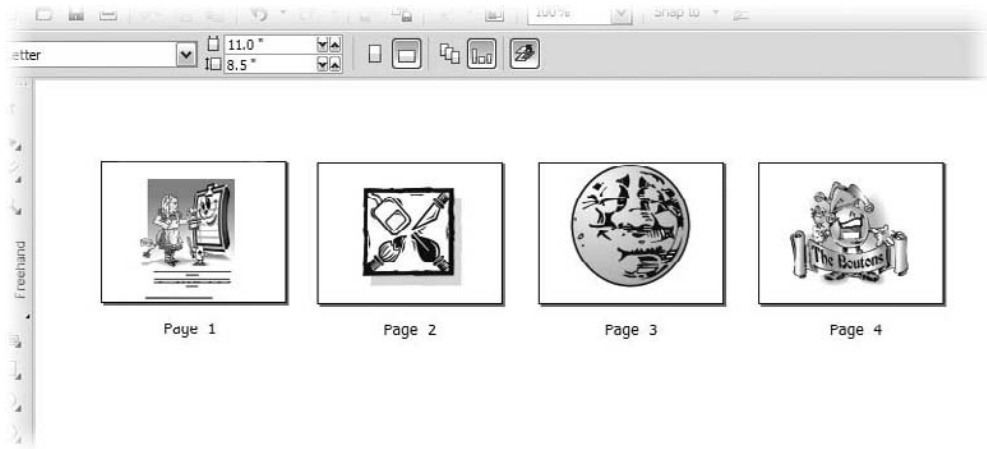 100%
Snap to
etter
11.0 "
8.5 "
Freehand
The Boutons
Page 1
Page 2
Page 3
Page 4